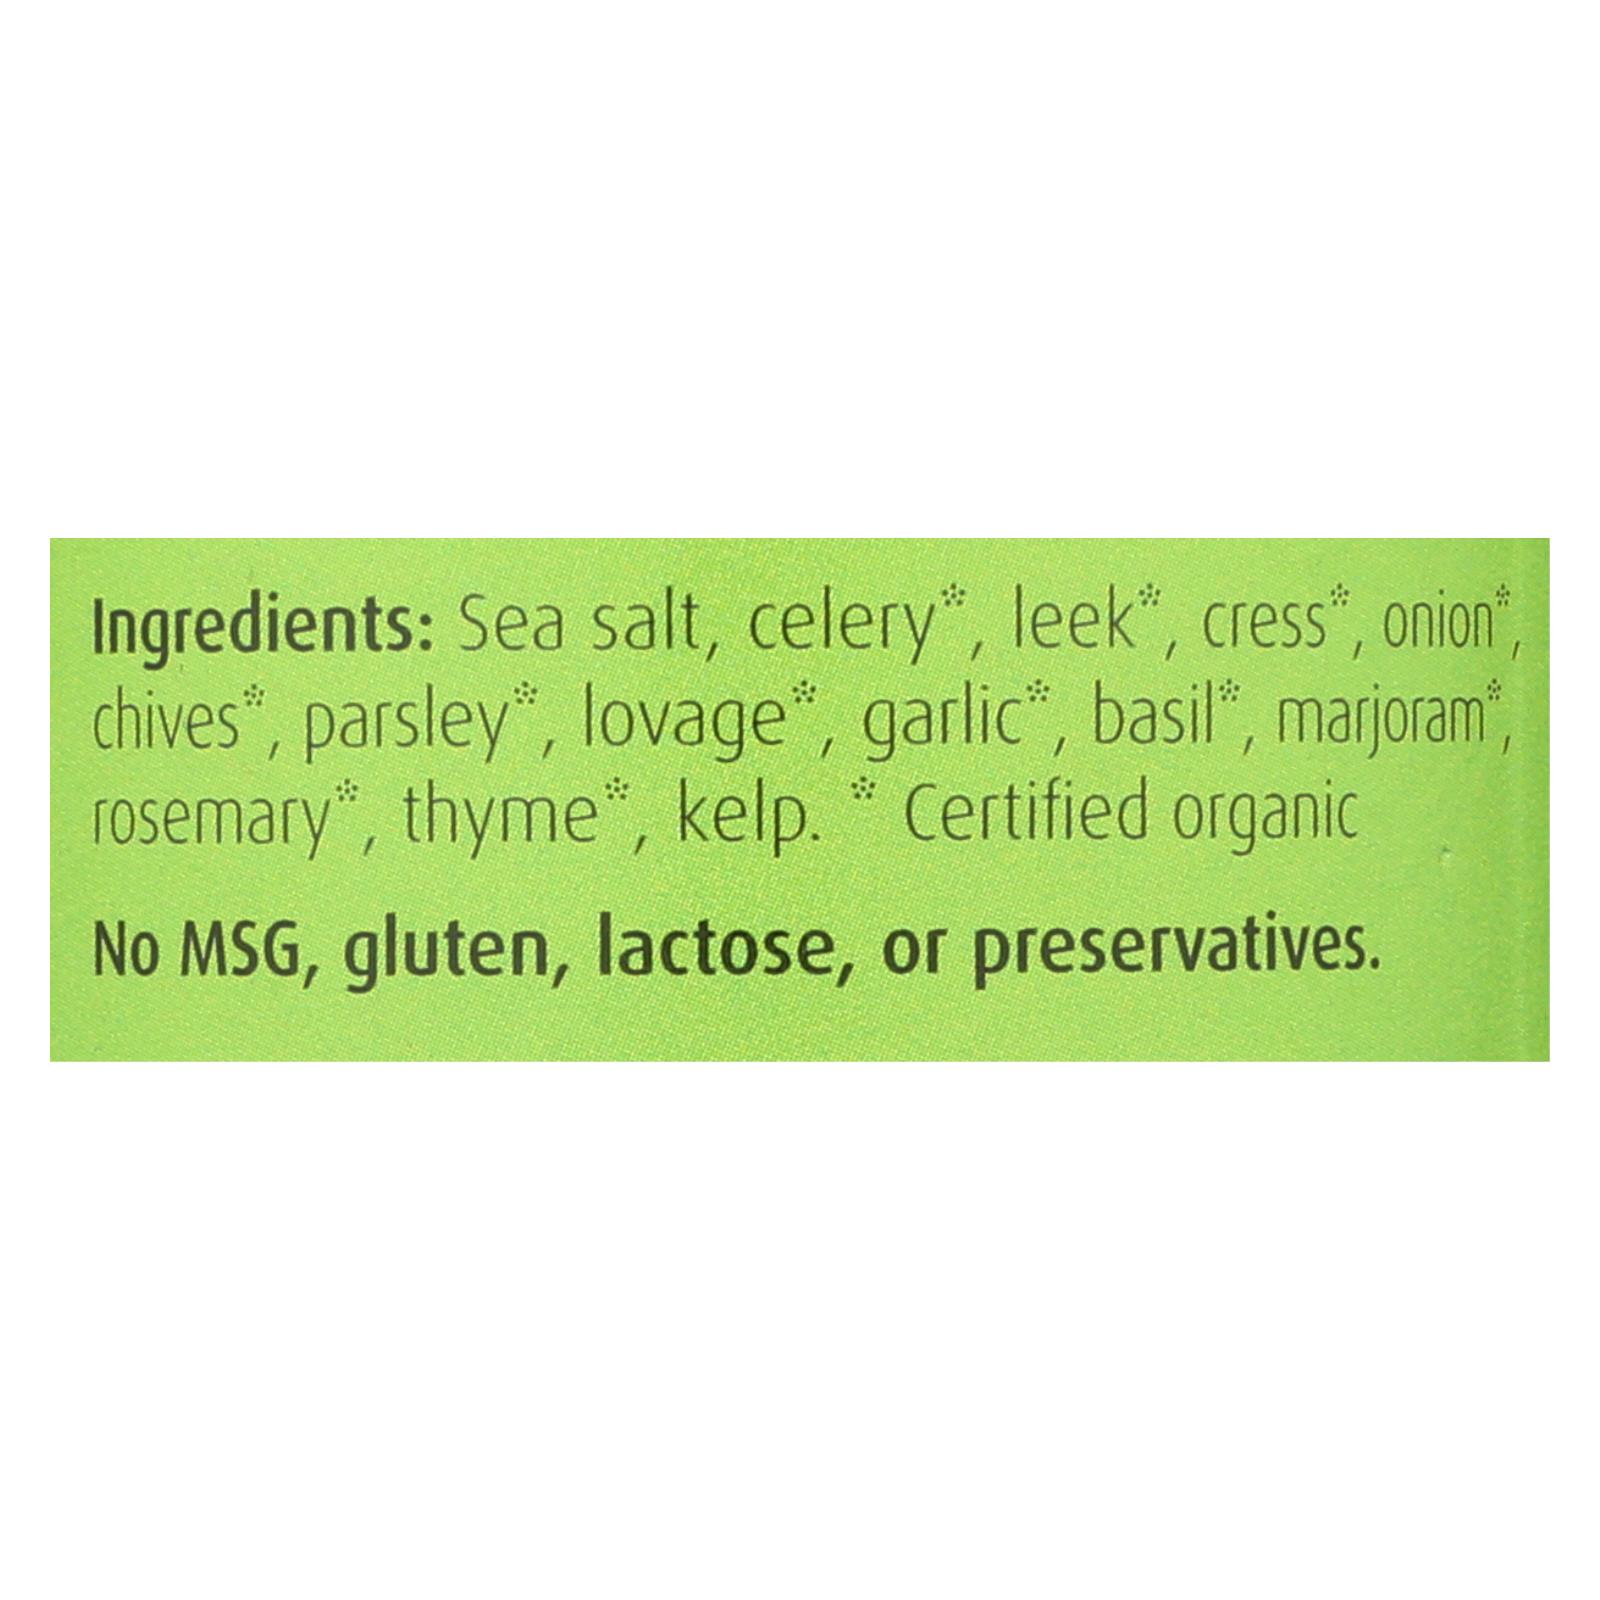 Ingredients: Sea salt, celery*, leek*, cress*, onion*,
chives*, parsley*, lovage*, garlic*, basil*, marjoram*,
rosemary*, thyme*, kelp. * Certified organic
No MSG, gluten, lactose, or preservatives.